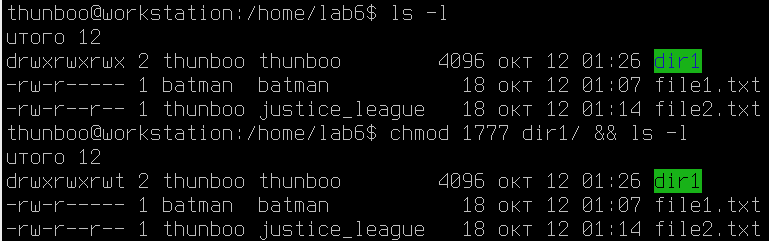 thunboo@workstation:/home/lab6$ ls -l
итого 12
drwxrwxrwx 2 thunboo thunboo 4096 окт 12 01:26 dir1
-rw-r----- 1 batman batman 18 окт 12 01:07 file1.txt
-rw-r--r-- 1 thunboo justice_league 18 окт 12 01:14 file2.txt
thunboo@workstation:/home/lab6$ chmod 1777 dir1/ && ls -l
итого 12
drwxrwxrwt 2 thunboo thunboo 4096 окт 12 01:26 dir1
-rw-r----- 1 batman batman 18 окт 12 01:07 file1.txt
-rw-r--r-- 1 thunboo justice_league 18 окт 12 01:14 file2.txt